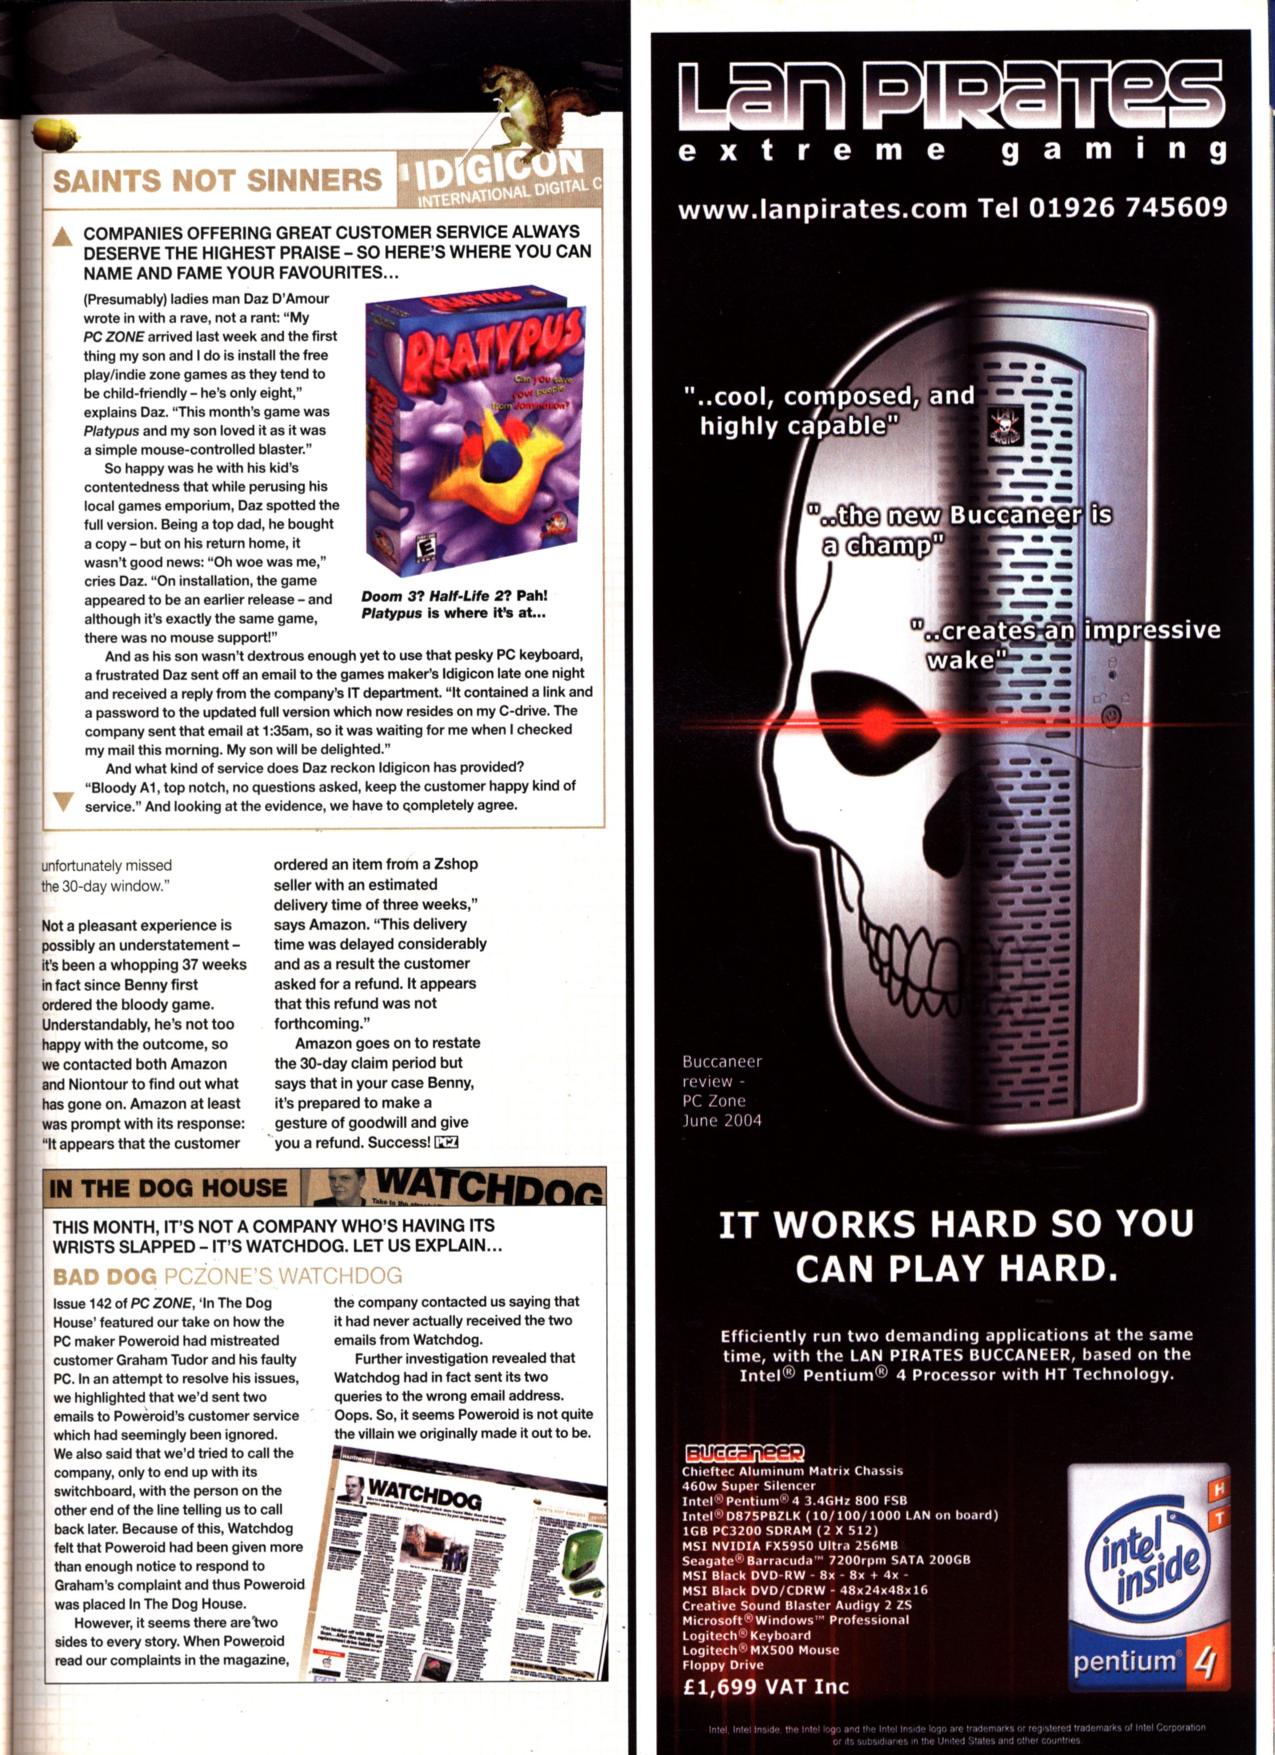 SAINTS NOT SINNERS
IDIGICON
INTERNATIONAL DIGITAL C
COMPANIES OFFERING GREAT CUSTOMER SERVICE ALWAYS
DESERVE THE HIGHEST PRAISE – SO HERE'S WHERE YOU CAN
NAME AND FAME YOUR FAVOURITES...
(Presumably) ladies man Daz D'Amour
wrote in with a rave, not a rant: "My
PC ZONE arrived last week and the first
thing my son and I do is install the free
play/indie zone games as they tend to
be child-friendly – he's only eight,"
explains Daz. "This month's game was
Platypus and my son loved it as it was
a simple mouse-controlled blaster."
So happy was he with his kid's
contentedness that while perusing his
local games emporium, Daz spotted the
full version. Being a top dad, he bought
a copy – but on his return home, it
wasn't good news: "Oh woe was me,"
cries Daz. "On installation, the game
appeared to be an earlier release – and
although it's exactly the same game,
there was no mouse support!"
PLATYPUS
PLATYPUS
Can you save
your people
from domination?
PLATYPUS
E
Doom 3? Half-Life 2? Pah!
Platypus is where it's at...
And as his son wasn't dextrous enough yet to use that pesky PC keyboard,
a frustrated Daz sent off an email to the games maker's Idigicon late one night
and received a reply from the company's IT department. "It contained a link and
a password to the updated full version which now resides on my C-drive. The
company sent that email at 1:35am, so it was waiting for me when I checked
my mail this morning. My son will be delighted."
And what kind of service does Daz reckon Idigicon has provided?
"Bloody A1, top notch, no questions asked, keep the customer happy kind of
service." And looking at the evidence, we have to completely agree.
unfortunately missed
the 30-day window."
Not a pleasant experience is
possibly an understatement –
it's been a whopping 37 weeks
in fact since Benny first
ordered the bloody game.
Understandably, he's not too
happy with the outcome, so
we contacted both Amazon
and Niontour to find out what
has gone on. Amazon at least
was prompt with its response:
"It appears that the customer
ordered an item from a Zshop
seller with an estimated
delivery time of three weeks,"
says Amazon. "This delivery
time was delayed considerably
and as a result the customer
asked for a refund. It appears
that this refund was not
forthcoming."
Amazon goes on to restate
the 30-day claim period but
says that in your case Benny,
it's prepared to make a
gesture of goodwill and give
you a refund. Success! PCZ
IN THE DOG HOUSE
WATCHDOG
THIS MONTH, IT'S NOT A COMPANY WHO'S HAVING ITS
WRISTS SLAPPED – IT'S WATCHDOG. LET US EXPLAIN...
BAD DOG PCZONE'S WATCHDOG
Issue 142 of PC ZONE, 'In The Dog
House' featured our take on how the
PC maker Poweroid had mistreated
customer Graham Tudor and his faulty
PC. In an attempt to resolve his issues,
we highlighted that we'd sent two
emails to Poweroid's customer service
which had seemingly been ignored.
We also said that we'd tried to call the
company, only to end up with its
switchboard, with the person on the
other end of the line telling us to call
back later. Because of this, Watchdog
felt that Poweroid had been given more
than enough notice to respond to
Graham's complaint and thus Poweroid
was placed In The Dog House.
However, it seems there are two
sides to every story. When Poweroid
read our complaints in the magazine,
the company contacted us saying that
it had never actually received the two
emails from Watchdog.
Further investigation revealed that
Watchdog had in fact sent its two
queries to the wrong email address.
Oops. So, it seems Poweroid is not quite
the villain we originally made it out to be.
WATCHDOG
Lan PIRates
extreme gaming
www.lanpirates.com Tel 01926 745609
"..cool, composed, and
highly capable"
"..the new Buccaneer is
a champ"
"..creates an impressive
wake"
Buccaneer
review -
PC Zone
June 2004
IT WORKS HARD SO YOU
CAN PLAY HARD.
Efficiently run two demanding applications at the same
time, with the LAN PIRATES BUCCANEER, based on the
Intel® Pentium® 4 Processor with HT Technology.
BUCCaneeR
Chieftec Aluminum Matrix Chassis
460w Super Silencer
Intel® Pentium® 4 3.4GHz 800 FSB
Intel® D875PBZLK (10/100/1000 LAN on board)
1GB PC3200 SDRAM (2 X 512)
MSI NVIDIA FX5950 Ultra 256MB
Seagate® Barracuda™ 7200rpm SATA 200GB
MSI Black DVD-RW - 8x - 8x + 4x -
MSI Black DVD/CDRW - 48x24x48x16
Creative Sound Blaster Audigy 2 ZS
Microsoft® Windows™ Professional
Logitech® Keyboard
Logitech® MX500 Mouse
Floppy Drive
£1,699 VAT Inc
H
T
intel
inside
pentium® 4
Intel, Intel Inside, the Intel logo and the Intel Inside logo are trademarks or registered trademarks of Intel Corporation
or its subsidiaries in the United States and other countries.